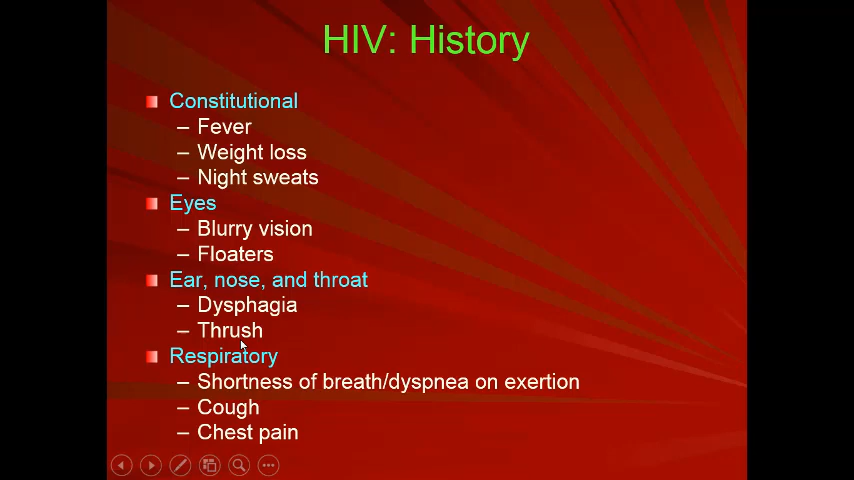 HIV: History
Constitutional
– Fever
– Weight loss
– Night sweats
Eyes
– Blurry vision
– Floaters
Ear, nose, and throat
– Dysphagia
– Thrush
Respiratory
– Shortness of breath/dyspnea on exertion
– Cough
– Chest pain